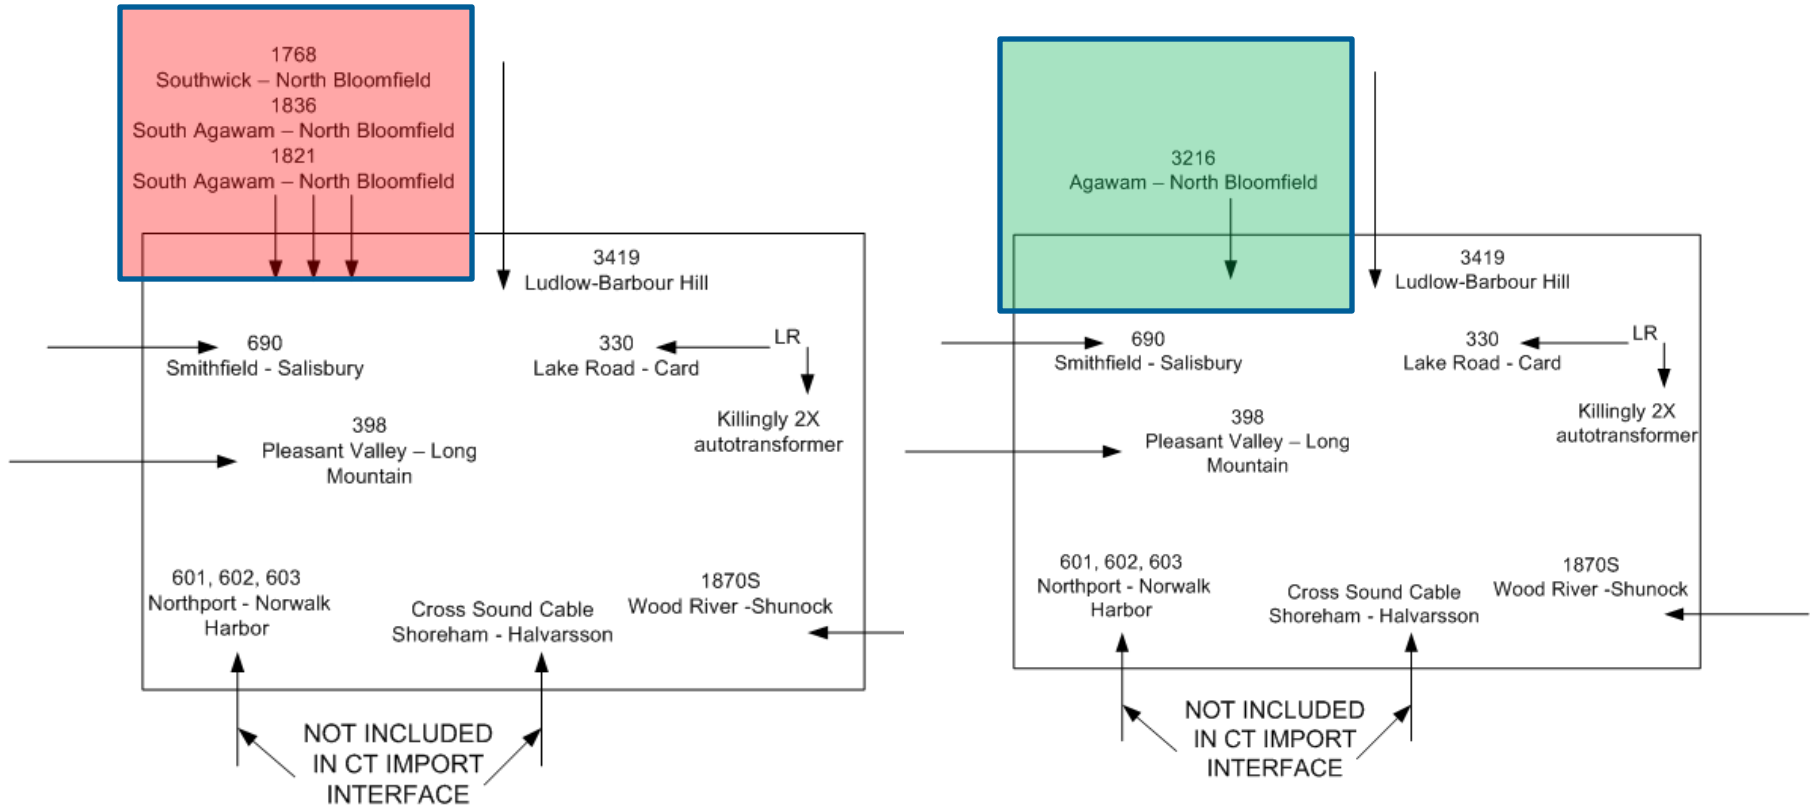 1768
Southwick – North Bloomfield
1836
South Agawam – North Bloomfield
1821
South Agawam – North Bloomfield
3419
Ludlow-Barbour Hill
690
Smithfield - Salisbury
330
Lake Road - Card
LR
Killingly 2X
autotransformer
398
Pleasant Valley – Long
Mountain
601, 602, 603
Northport - Norwalk
Harbor
Cross Sound Cable
Shoreham - Halvarsson
1870S
Wood River -Shunock
NOT INCLUDED
IN CT IMPORT
INTERFACE
3216
Agawam – North Bloomfield
3419
Ludlow-Barbour Hill
690
Smithfield - Salisbury
330
Lake Road - Card
LR
Killingly 2X
autotransformer
398
Pleasant Valley – Long
Mountain
601, 602, 603
Northport - Norwalk
Harbor
Cross Sound Cable
Shoreham - Halvarsson
1870S
Wood River -Shunock
NOT INCLUDED
IN CT IMPORT
INTERFACE